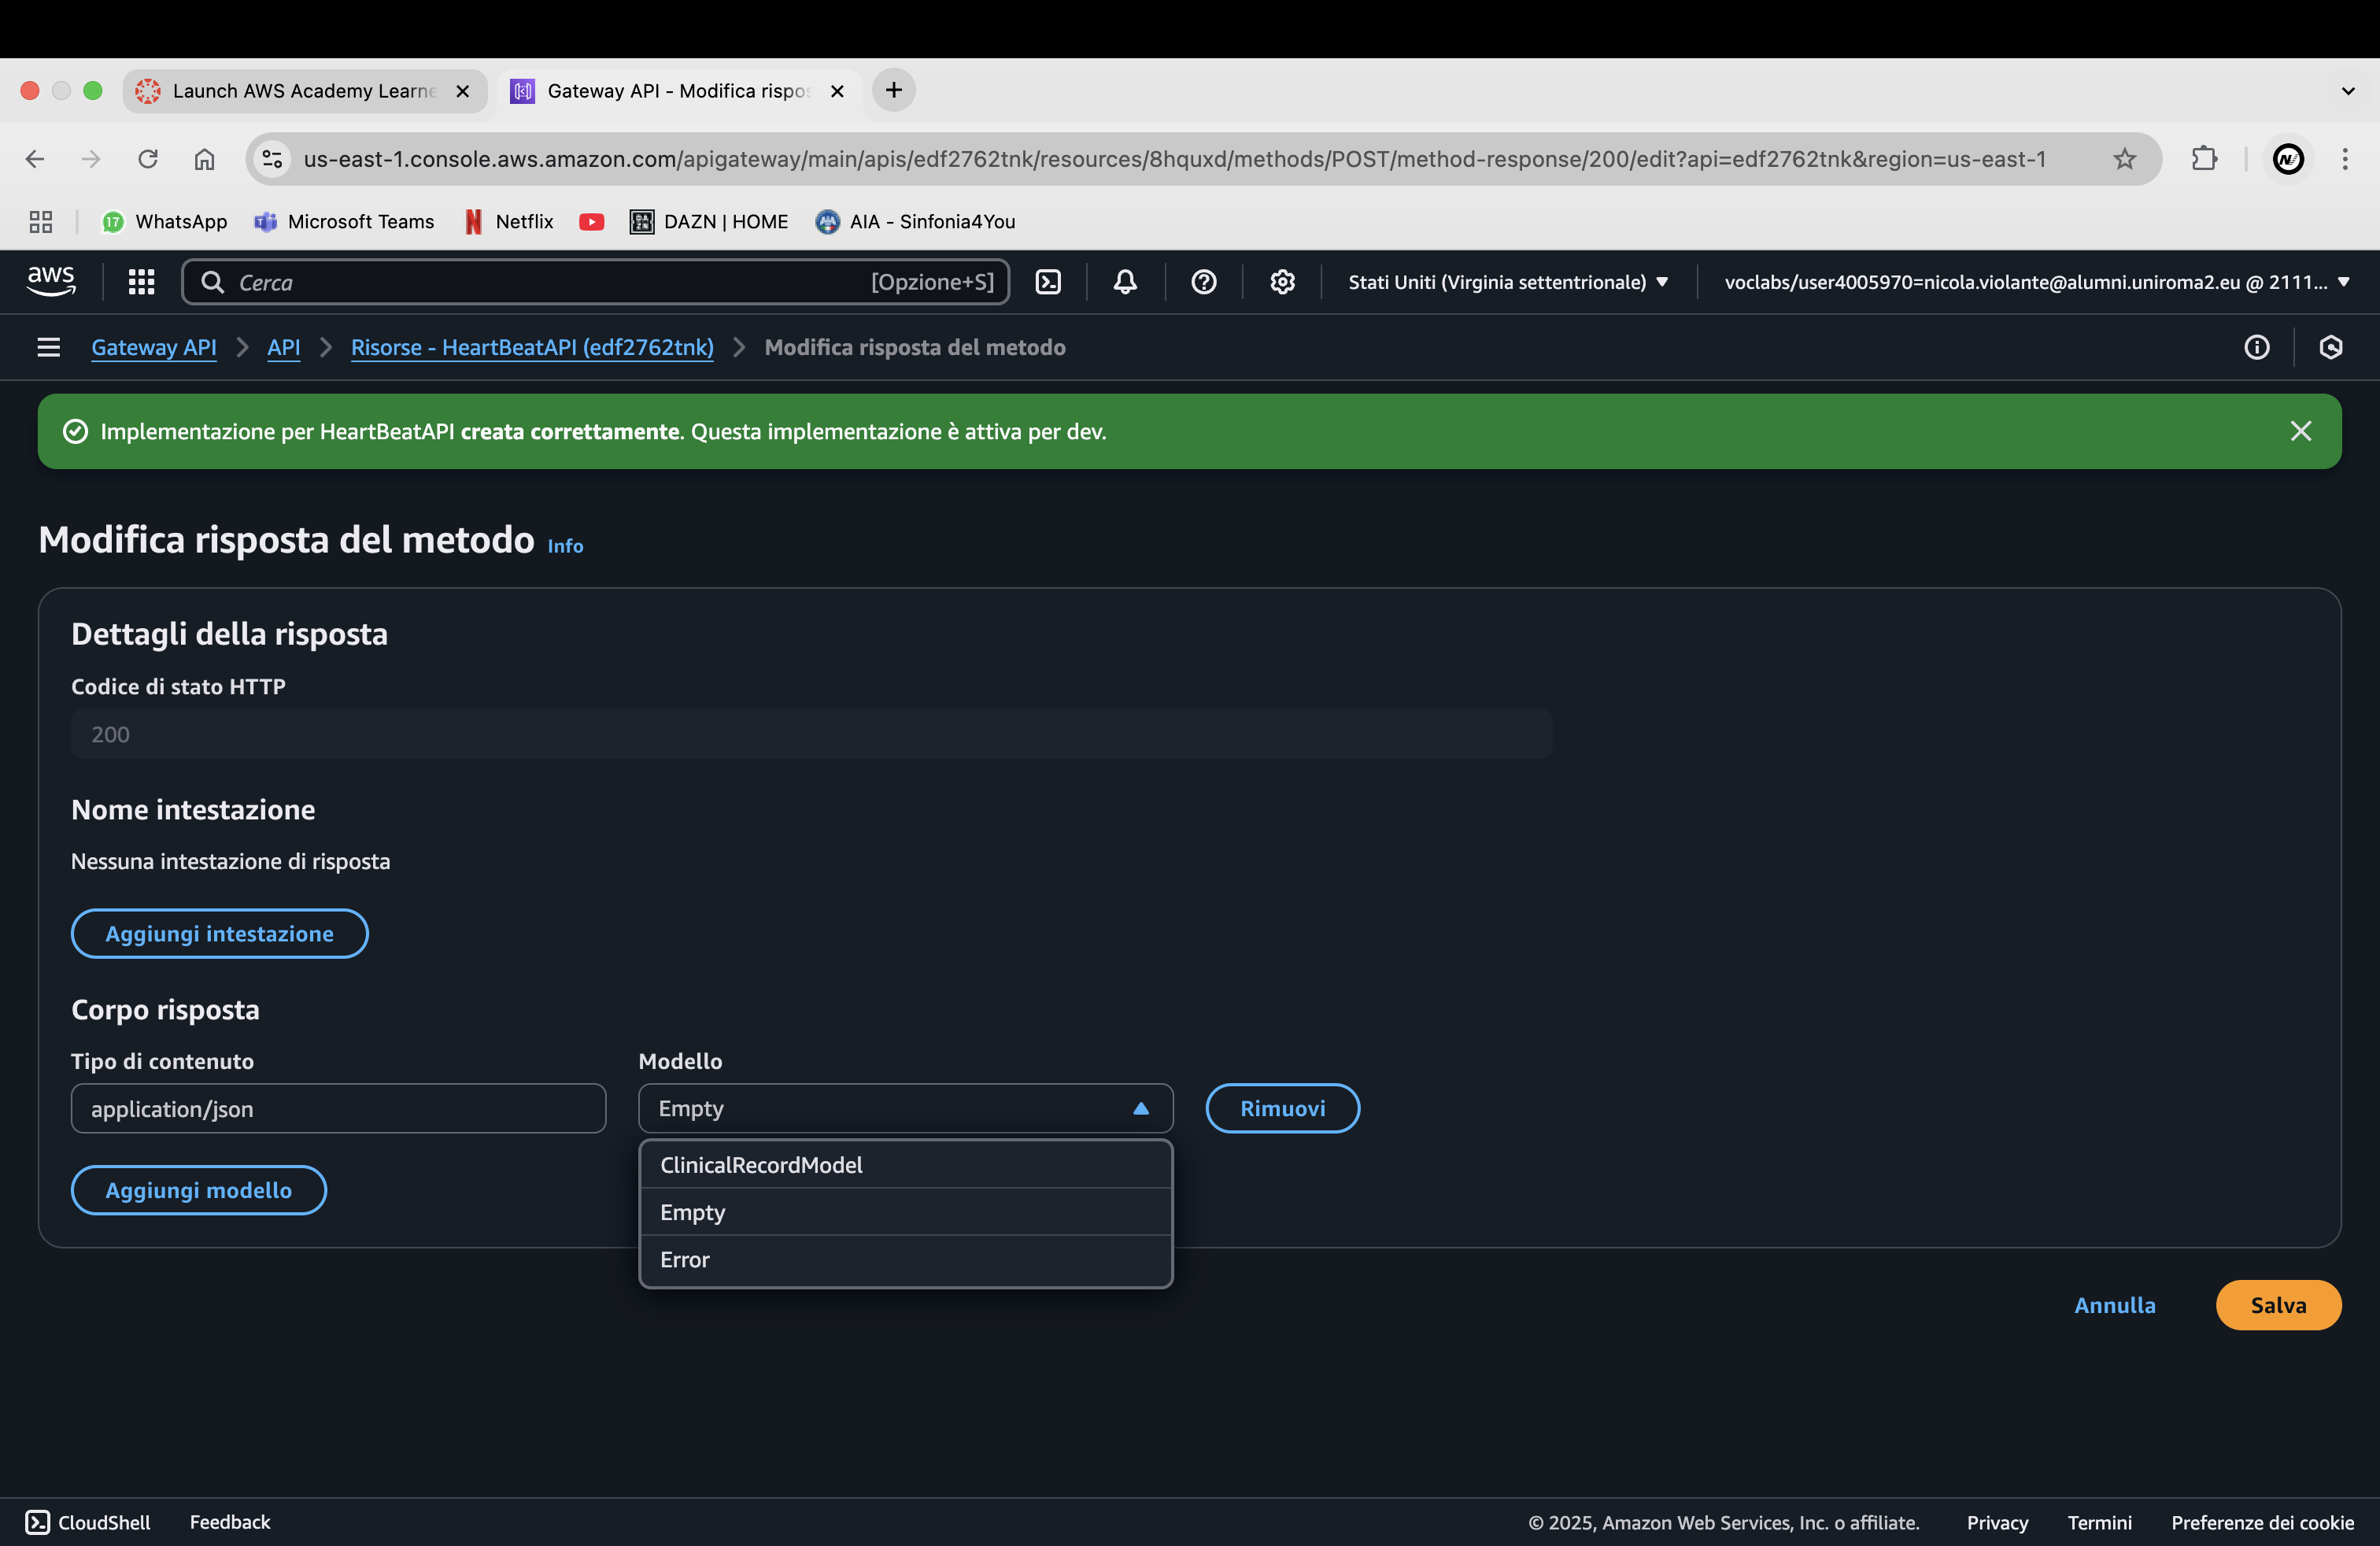 Launch AWS Academy Learne
Gateway API - Modifica rispos
us-east-1.console.aws.amazon.com/apigateway/main/apis/edf2762tnk/resources/8hquxd/methods/POST/method-response/200/edit?api=edf2762tnk&region=us-east-1
17 WhatsApp
Microsoft Teams
Netflix
DAZN | HOME
AIA - Sinfonia4You
aws
Cerca
[Opzione+S]
Stati Uniti (Virginia settentrionale)
voclabs/user4005970=nicola.violante@alumni.uniroma2.eu @ 2111...
Gateway API
API
Risorse - HeartBeatAPI (edf2762tnk)
Modifica risposta del metodo
Implementazione per HeartBeatAPI creata correttamente. Questa implementazione è attiva per dev.
Modifica risposta del metodo Info
Dettagli della risposta
Codice di stato HTTP
200
Nome intestazione
Nessuna intestazione di risposta
Aggiungi intestazione
Corpo risposta
Tipo di contenuto
Modello
application/json
Empty
Rimuovi
ClinicalRecordModel
Aggiungi modello
Empty
Error
Annulla
Salva
CloudShell
Feedback
© 2025, Amazon Web Services, Inc. o affiliate.
Privacy
Termini
Preferenze dei cookie